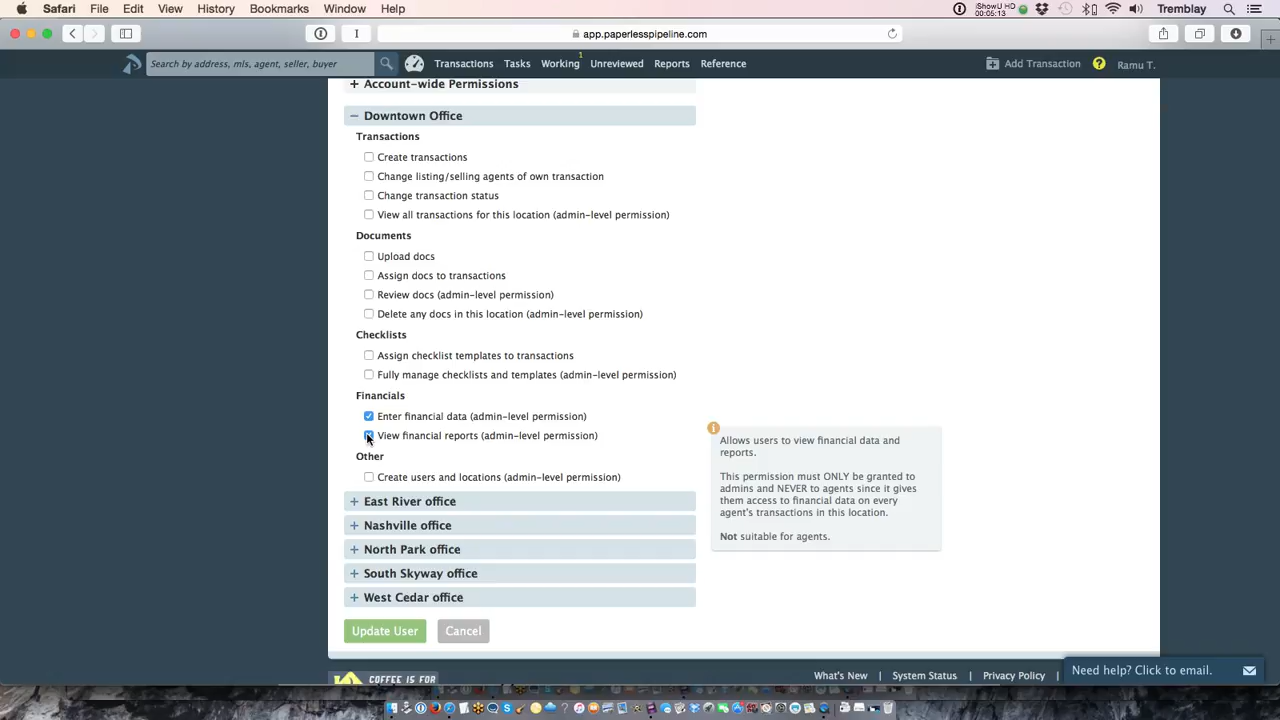 Safari File Edit View History Bookmarks Window Help iShowU HD 00:05:13 Tremblay
app.paperlesspipeline.com
Search by address, mls, agent, seller, buyer Transactions Tasks Working 1 Unreviewed Reports Reference Add Transaction ? Ramu T.
+ Account-wide Permissions
− Downtown Office
Transactions
Create transactions
Change listing/selling agents of own transaction
Change transaction status
View all transactions for this location (admin-level permission)
Documents
Upload docs
Assign docs to transactions
Review docs (admin-level permission)
Delete any docs in this location (admin-level permission)
Checklists
Assign checklist templates to transactions
Fully manage checklists and templates (admin-level permission)
Financials
Enter financial data (admin-level permission)
View financial reports (admin-level permission)
Other
Create users and locations (admin-level permission)
Allows users to view financial data and
reports.
This permission must ONLY be granted to
admins and NEVER to agents since it gives
them access to financial data on every
agent's transactions in this location.
Not suitable for agents.
+ East River office
+ Nashville office
+ North Park office
+ South Skyway office
+ West Cedar office
Update User Cancel
Need help? Click to email.
COFFEE IS FOR
What's New | System Status | Privacy Policy |